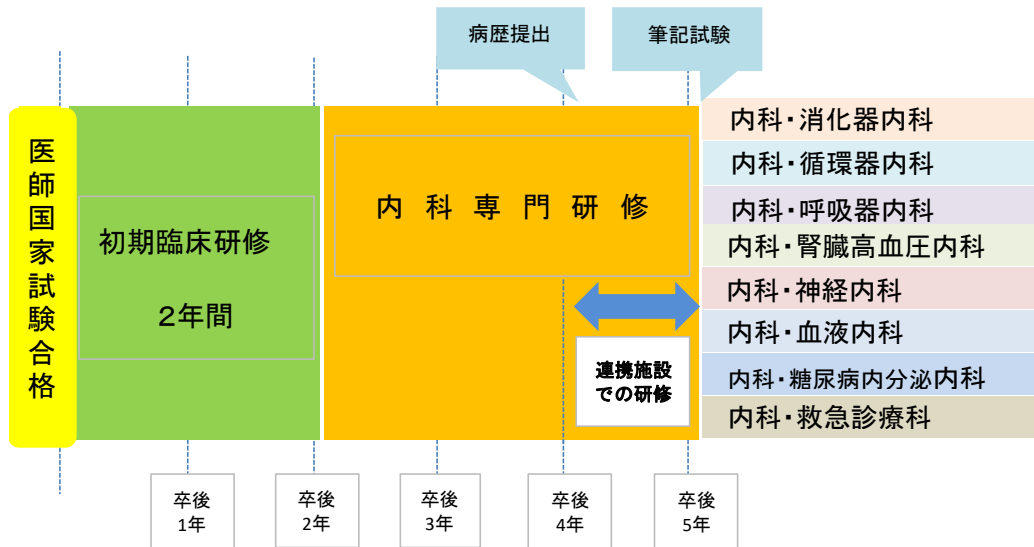 病歴提出
筆記試験
医師国家試験合格
初期臨床研修
2年間
内科専門研修
連携施設
での研修
内科・消化器内科
内科・循環器内科
内科・呼吸器内科
内科・腎臓高血圧内科
内科・神経内科
内科・血液内科
内科・糖尿病内分泌内科
内科・救急診療科
卒後
1年
卒後
2年
卒後
3年
卒後
4年
卒後
5年